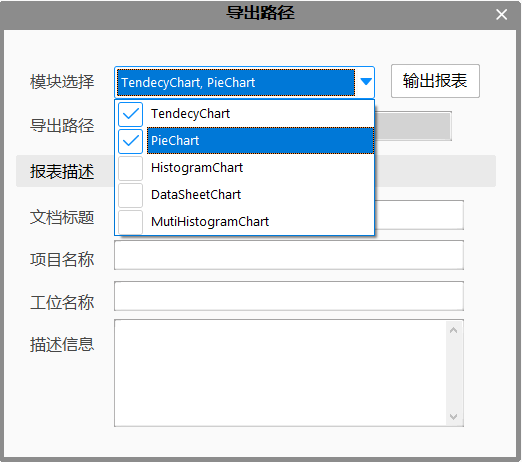 导出路径
模块选择 TendecyChart, PieChart 输出报表
TendecyChart
导出路径
PieChart
HistogramChart
报表描述
DataSheetChart
文档标题
MutiHistogramChart
项目名称
工位名称
描述信息